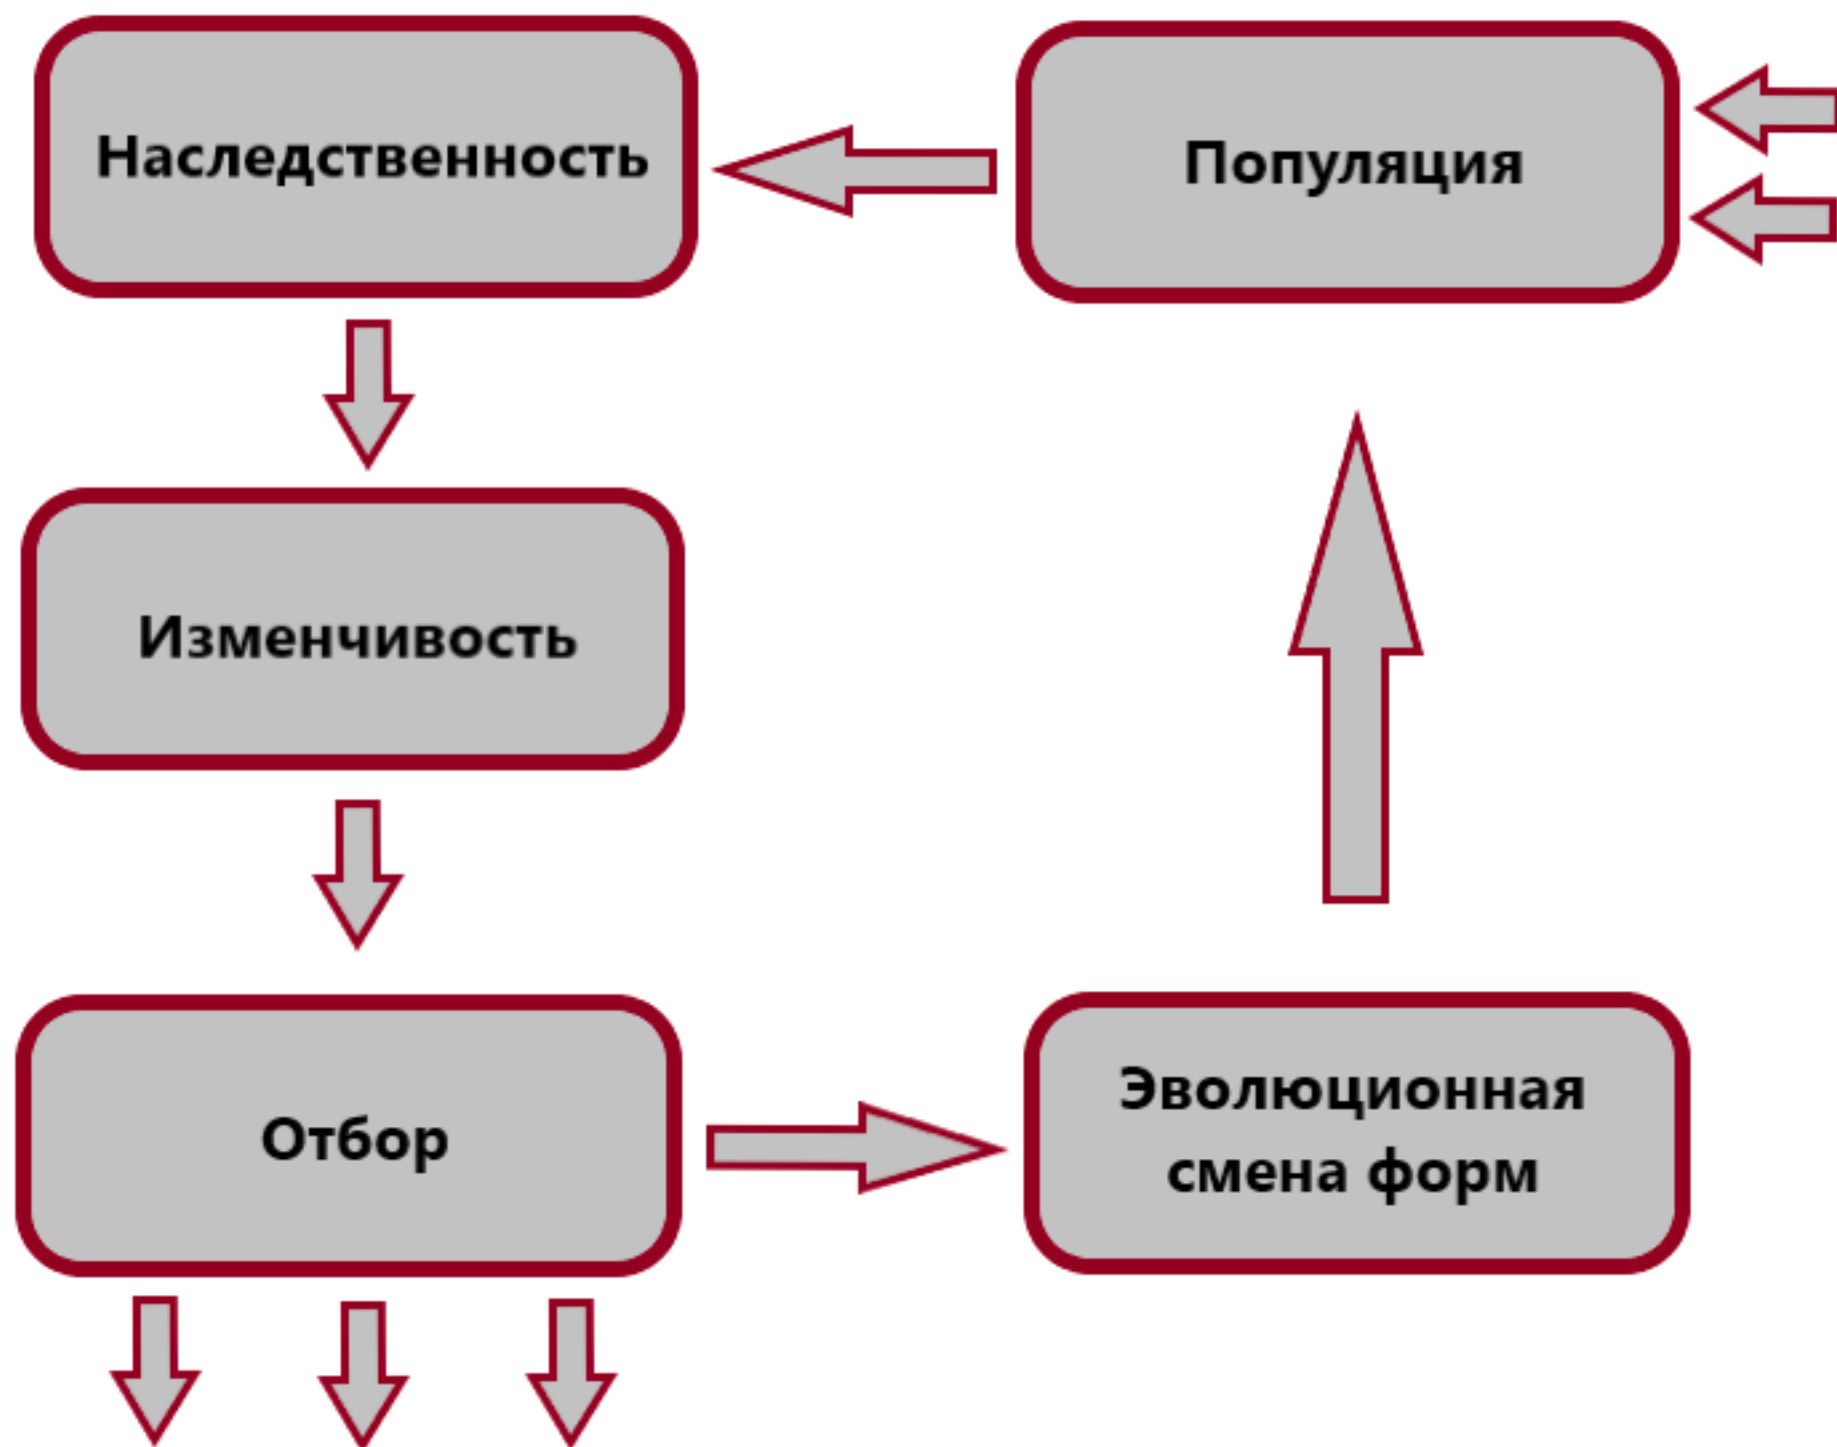 Наследственность
Популяция
Изменчивость
Отбор
Эволюционная
смена форм